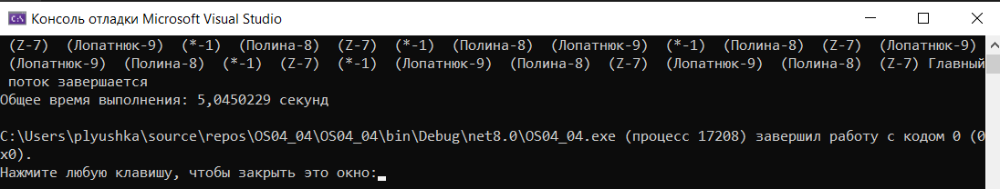 Консоль отладки Microsoft Visual Studio
(Z-7) (Лопатнюк-9) (*-1) (Полина-8) (Z-7) (*-1) (Полина-8) (Лопатнюк-9) (*-1) (Полина-8) (Z-7) (Лопатнюк-9)
(Лопатнюк-9) (Полина-8) (*-1) (Z-7) (*-1) (Лопатнюк-9) (Полина-8) (Z-7) (Лопатнюк-9) (Полина-8) (Z-7) Главный
поток завершается
Общее время выполнения: 5,0450229 секунд
C:\Users\plyushka\source\repos\OS04_04\OS04_04\bin\Debug\net8.0\OS04_04.exe (процесс 17208) завершил работу с кодом 0 (0
x0).
Нажмите любую клавишу, чтобы закрыть это окно: